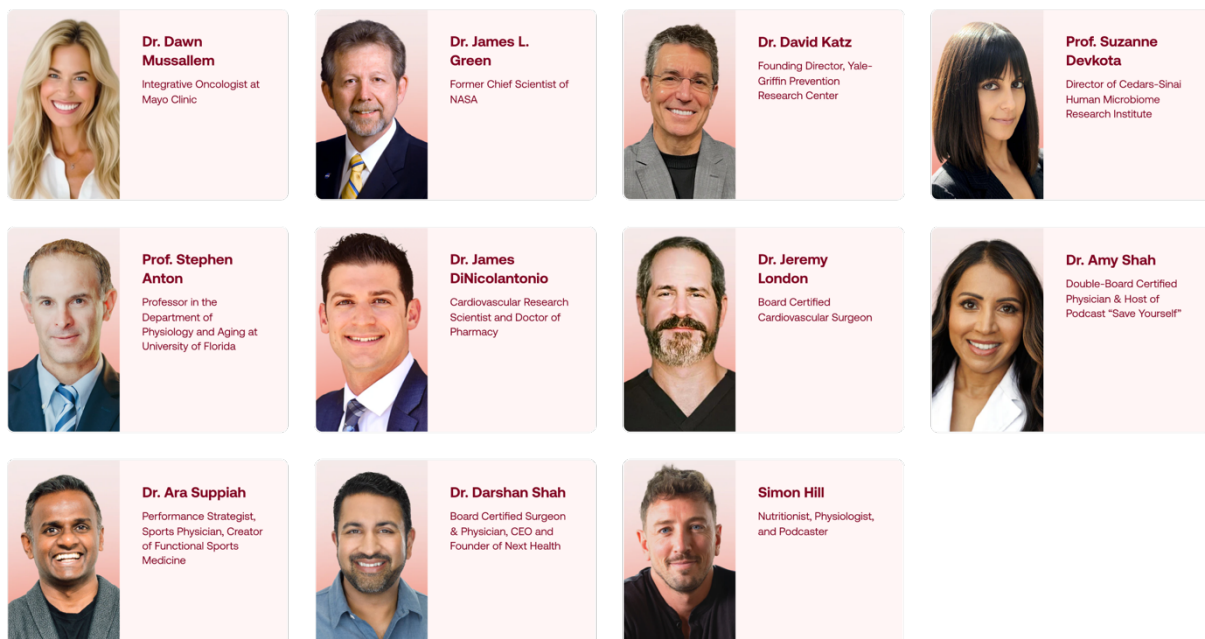 Dr. Dawn
Mussallem
Integrative Oncologist at
Mayo Clinic
Dr. James L.
Green
Former Chief Scientist of
NASA
Dr. David Katz
Founding Director, Yale-
Griffin Prevention
Research Center
Prof. Suzanne
Devkota
Director of Cedars-Sinai
Human Microbiome
Research Institute
Prof. Stephen
Anton
Professor in the
Department of
Physiology and Aging at
University of Florida
Dr. James
DiNicolantonio
Cardiovascular Research
Scientist and Doctor of
Pharmacy
Dr. Jeremy
London
Board Certified
Cardiovascular Surgeon
Dr. Amy Shah
Double-Board Certified
Physician & Host of
Podcast “Save Yourself”
Dr. Ara Suppiah
Performance Strategist,
Sports Physician, Creator
of Functional Sports
Medicine
Dr. Darshan Shah
Board Certified Surgeon
& Physician, CEO and
Founder of Next Health
Simon Hill
Nutritionist, Physiologist,
and Podcaster